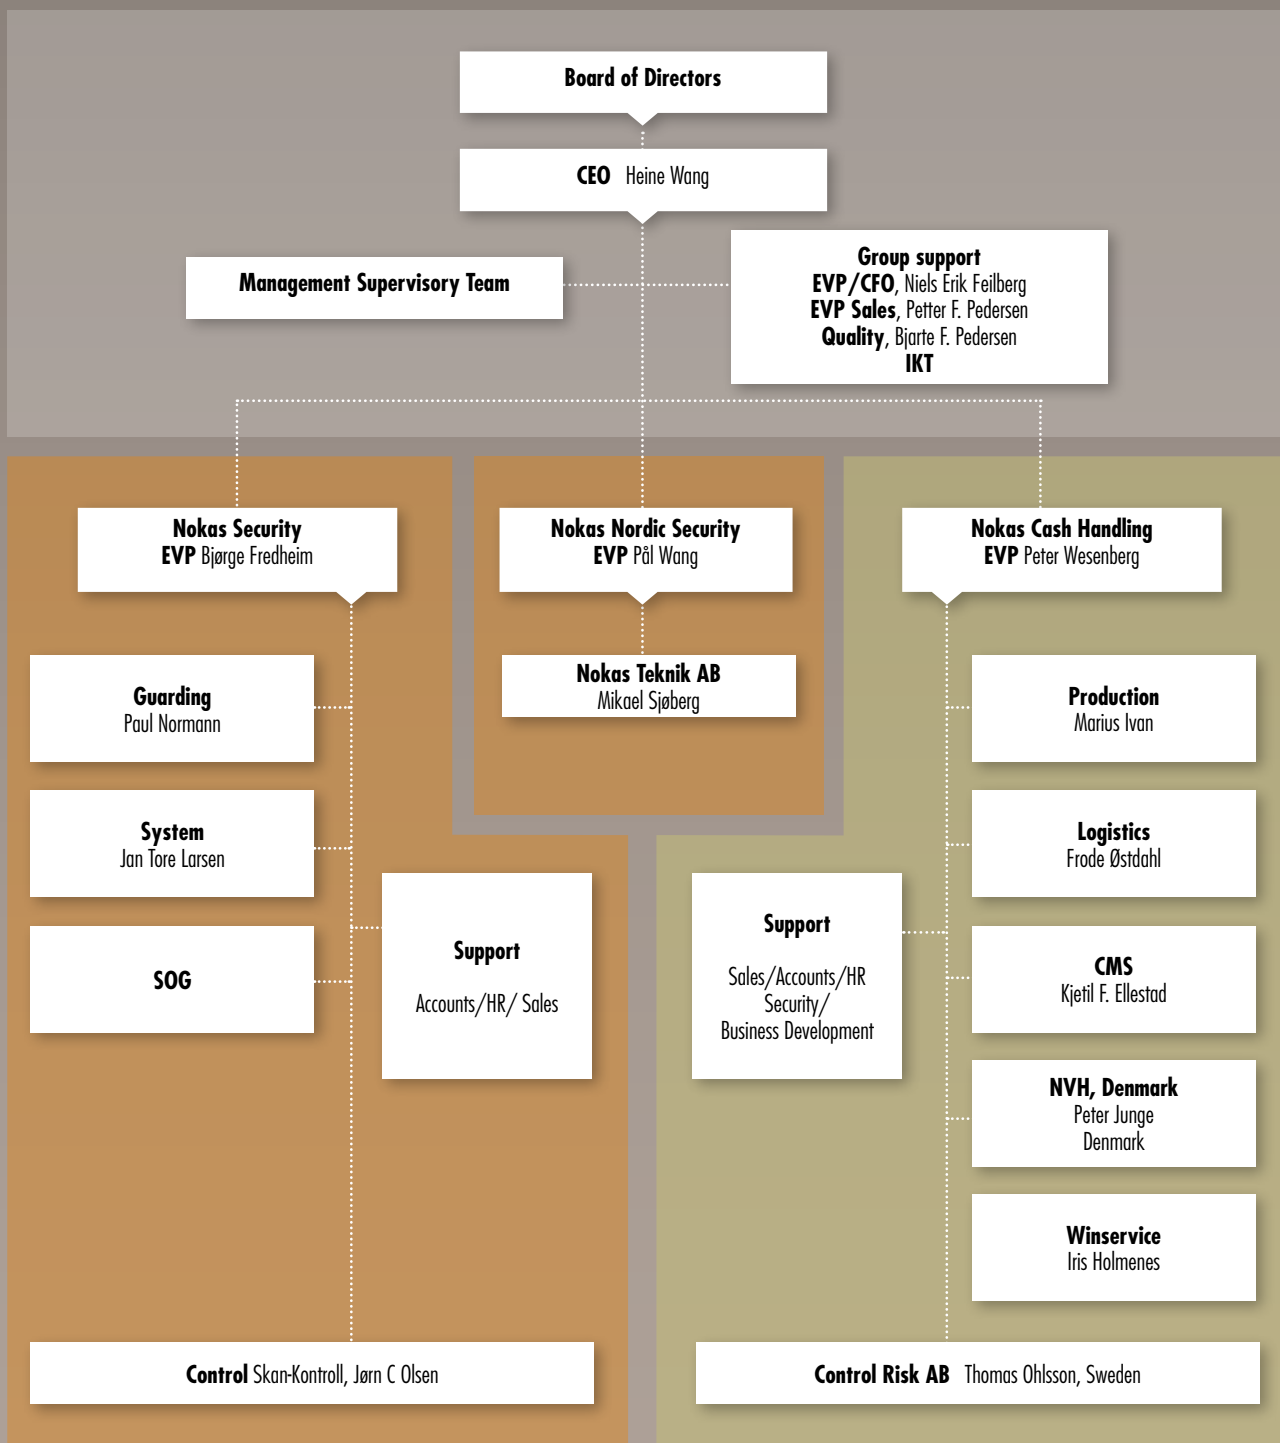 Board of Directors
CEO Heine Wang
Management Supervisory Team
Group support
EVP/CFO, Niels Erik Feilberg
EVP Sales, Petter F. Pedersen
Quality, Bjarte F. Pedersen
IKT
Nokas Security
EVP Bjørge Fredheim
Nokas Nordic Security
EVP Pål Wang
Nokas Cash Handling
EVP Peter Wesenberg
Guarding
Paul Normann
System
Jan Tore Larsen
SOG
Support
Accounts/HR/ Sales
Control Skan-Kontroll, Jørn C Olsen
Nokas Teknik AB
Mikael Sjøberg
Support
Sales/Accounts/HR
Security/
Business Development
Production
Marius Ivan
Logistics
Frode Østdahl
CMS
Kjetil F. Ellestad
NVH, Denmark
Peter Junge
Denmark
Winservice
Iris Holmenes
Control Risk AB Thomas Ohlsson, Sweden